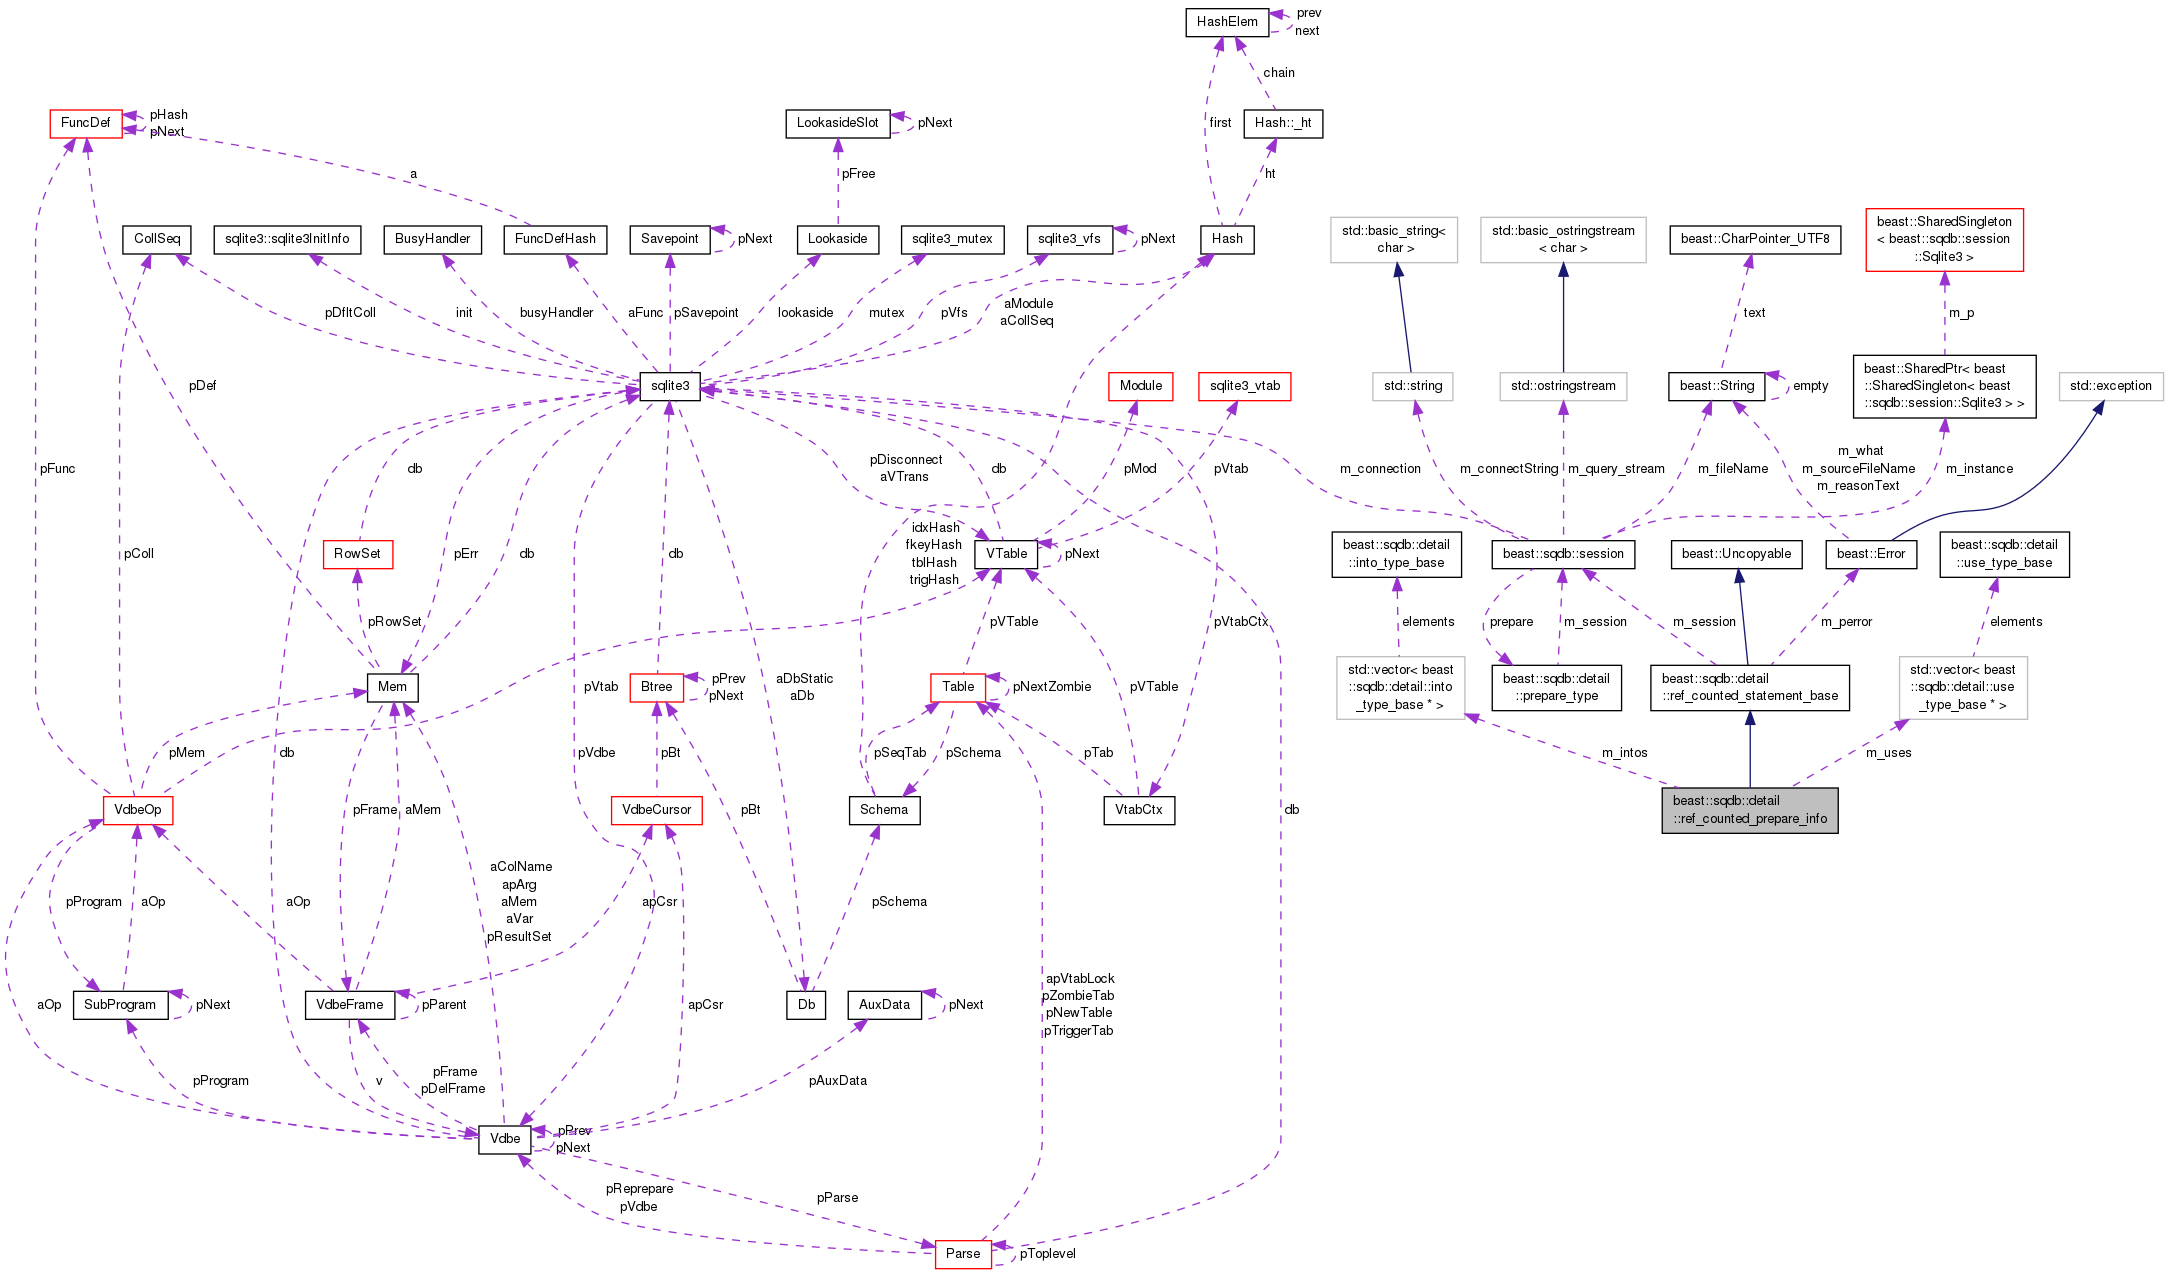 HashElem
prev
next
chain
FuncDef
pHash
pNext
LookasideSlot
pNext
first
Hash::_ht
a
pFree
ht
CollSeq
sqlite3::sqlite3InitInfo
BusyHandler
FuncDefHash
Savepoint
pNext
Lookaside
sqlite3_mutex
sqlite3_vfs
pNext
Hash
std::basic_string<
char >
std::basic_ostringstream
< char >
beast::CharPointer_UTF8
beast::SharedSingleton
< beast::sqdb::session
::Sqlite3 >
pDfltColl
init
busyHandler
aFunc
pSavepoint
lookaside
mutex
pVfs
aModule
aCollSeq
text
m_p
pDef
sqlite3
Module
sqlite3_vtab
std::string
std::ostringstream
beast::String
empty
beast::SharedPtr< beast
::SharedSingleton< beast
::sqdb::session::Sqlite3 > >
std::exception
pFunc
db
pDisconnect
aVTrans
db
pMod
pVtab
m_connection
m_connectString
m_query_stream
m_fileName
m_what
m_sourceFileName
m_reasonText
m_instance
pColl
RowSet
pErr
db
db
idxHash
fkeyHash
tblHash
trigHash
VTable
pNext
beast::sqdb::detail
::into_type_base
beast::sqdb::session
beast::Uncopyable
beast::Error
beast::sqdb::detail
::use_type_base
pRowSet
pVTable
pVtabCtx
elements
prepare
m_session
m_session
m_perror
elements
Mem
pVtab
Btree
pPrev
pNext
aDbStatic
aDb
Table
pNextZombie
pVTable
std::vector< beast
::sqdb::detail::into
_type_base * >
beast::sqdb::detail
::prepare_type
beast::sqdb::detail
::ref_counted_statement_base
std::vector< beast
::sqdb::detail::use
_type_base * >
pMem
db
pVdbe
pBt
pSeqTab
pSchema
pTab
m_intos
m_uses
VdbeOp
pFrame
aMem
VdbeCursor
pBt
Schema
VtabCtx
db
beast::sqdb::detail
::ref_counted_prepare_info
pProgram
aOp
aOp
aColName
apArg
aMem
aVar
pResultSet
apCsr
pSchema
aOp
SubProgram
pNext
VdbeFrame
pParent
apCsr
Db
AuxData
pNext
apVtabLock
pZombieTab
pNewTable
pTriggerTab
pProgram
v
pFrame
pDelFrame
pAuxData
Vdbe
pPrev
pNext
pReprepare
pVdbe
pParse
Parse
pToplevel